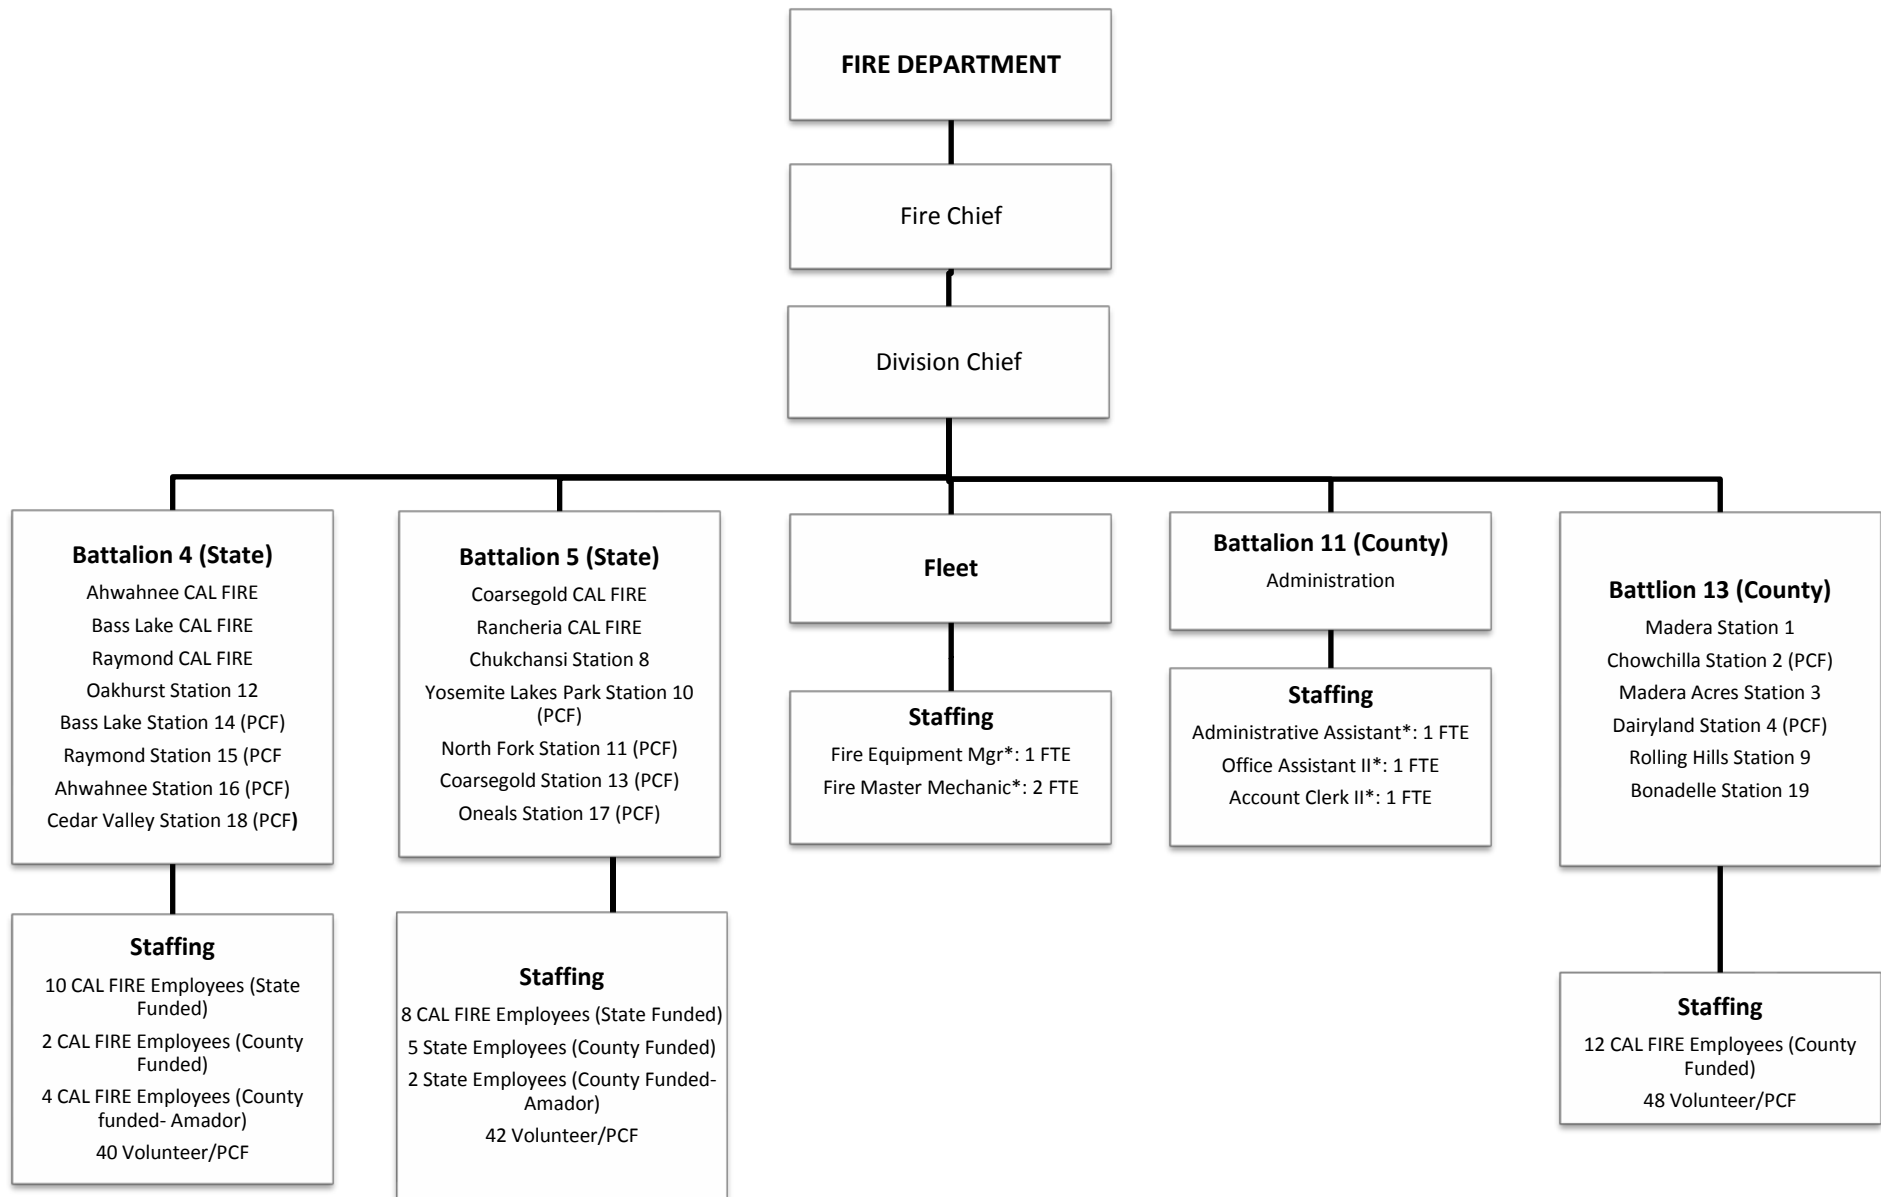 FIRE DEPARTMENT
Fire Chief
Division Chief
Battalion 4 (State)
Ahwahnee CAL FIRE
Bass Lake CAL FIRE
Raymond CAL FIRE
Oakhurst Station 12
Bass Lake Station 14 (PCF)
Raymond Station 15 (PCF
Ahwahnee Station 16 (PCF)
Cedar Valley Station 18 (PCF)
Staffing
10 CAL FIRE Employees (State
Funded)
2 CAL FIRE Employees (County
Funded)
4 CAL FIRE Employees (County
funded- Amador)
40 Volunteer/PCF
Battalion 5 (State)
Coarsegold CAL FIRE
Rancheria CAL FIRE
Chukchansi Station 8
Yosemite Lakes Park Station 10
(PCF)
North Fork Station 11 (PCF)
Coarsegold Station 13 (PCF)
Oneals Station 17 (PCF)
Staffing
8 CAL FIRE Employees (State Funded)
5 State Employees (County Funded)
2 State Employees (County Funded-
Amador)
42 Volunteer/PCF
Fleet
Staffing
Fire Equipment Mgr*: 1 FTE
Fire Master Mechanic*: 2 FTE
Battalion 11 (County)
Administration
Staffing
Administrative Assistant*: 1 FTE
Office Assistant II*: 1 FTE
Account Clerk II*: 1 FTE
Battlion 13 (County)
Madera Station 1
Chowchilla Station 2 (PCF)
Madera Acres Station 3
Dairyland Station 4 (PCF)
Rolling Hills Station 9
Bonadelle Station 19
Staffing
12 CAL FIRE Employees (County
Funded)
48 Volunteer/PCF